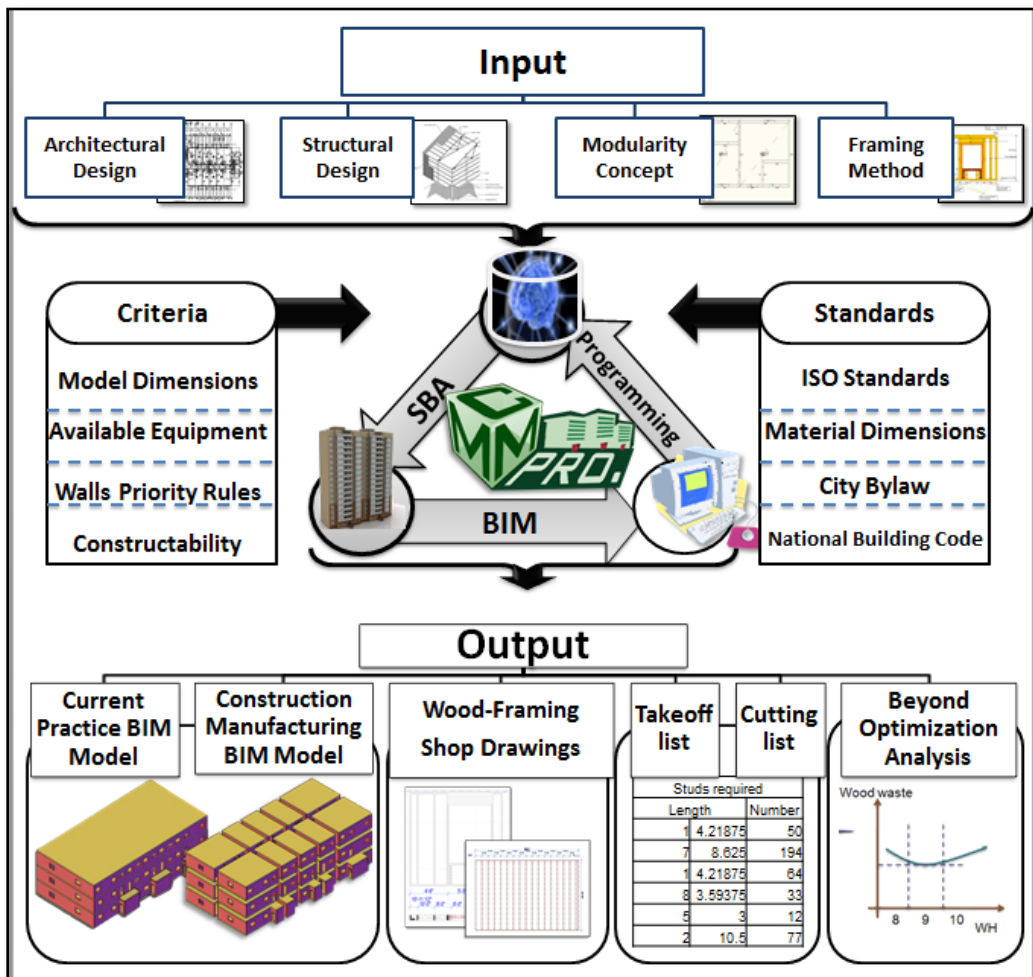 Input
Architectural
Design
Structural
Design
Modularity
Concept
Framing
Method
Criteria
Model Dimensions
Available Equipment
Walls Priority Rules
Constructability
Standards
ISO Standards
Material Dimensions
City Bylaw
National Building Code
SBA
Programming
BIM
CMM
PRO.
Output
Current
Practice BIM
Model
Construction
Manufacturing
BIM Model
Wood-Framing
Shop Drawings
Takeoff
list
Cutting
list
Studs required
Length Number
1 4.21875 50
7 8.625 194
1 4.21875 64
8 3.59375 33
5 3 12
2 10.5 77
Beyond
Optimization
Analysis
Wood waste
8 9 10
WH